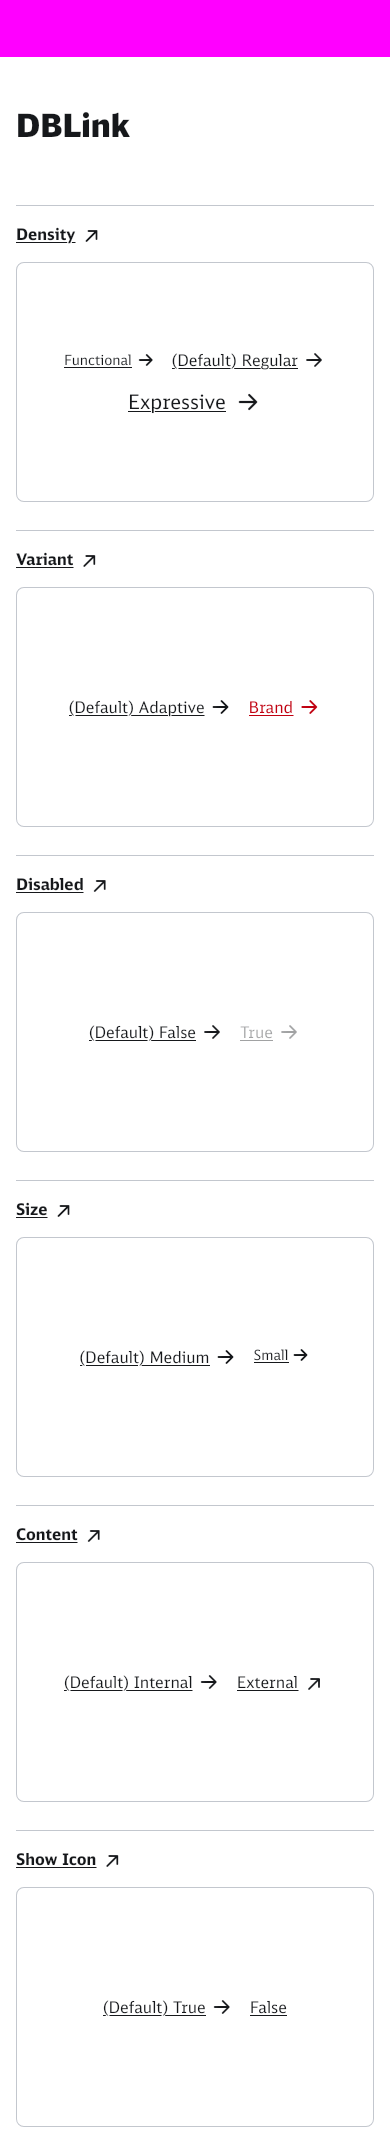 DBLink
Density
Functional (Default) Regular
Expressive
Variant
(Default) Adaptive Brand
Disabled
(Default) False True
Size
(Default) Medium Small
Content
(Default) Internal External
Show Icon
(Default) True False